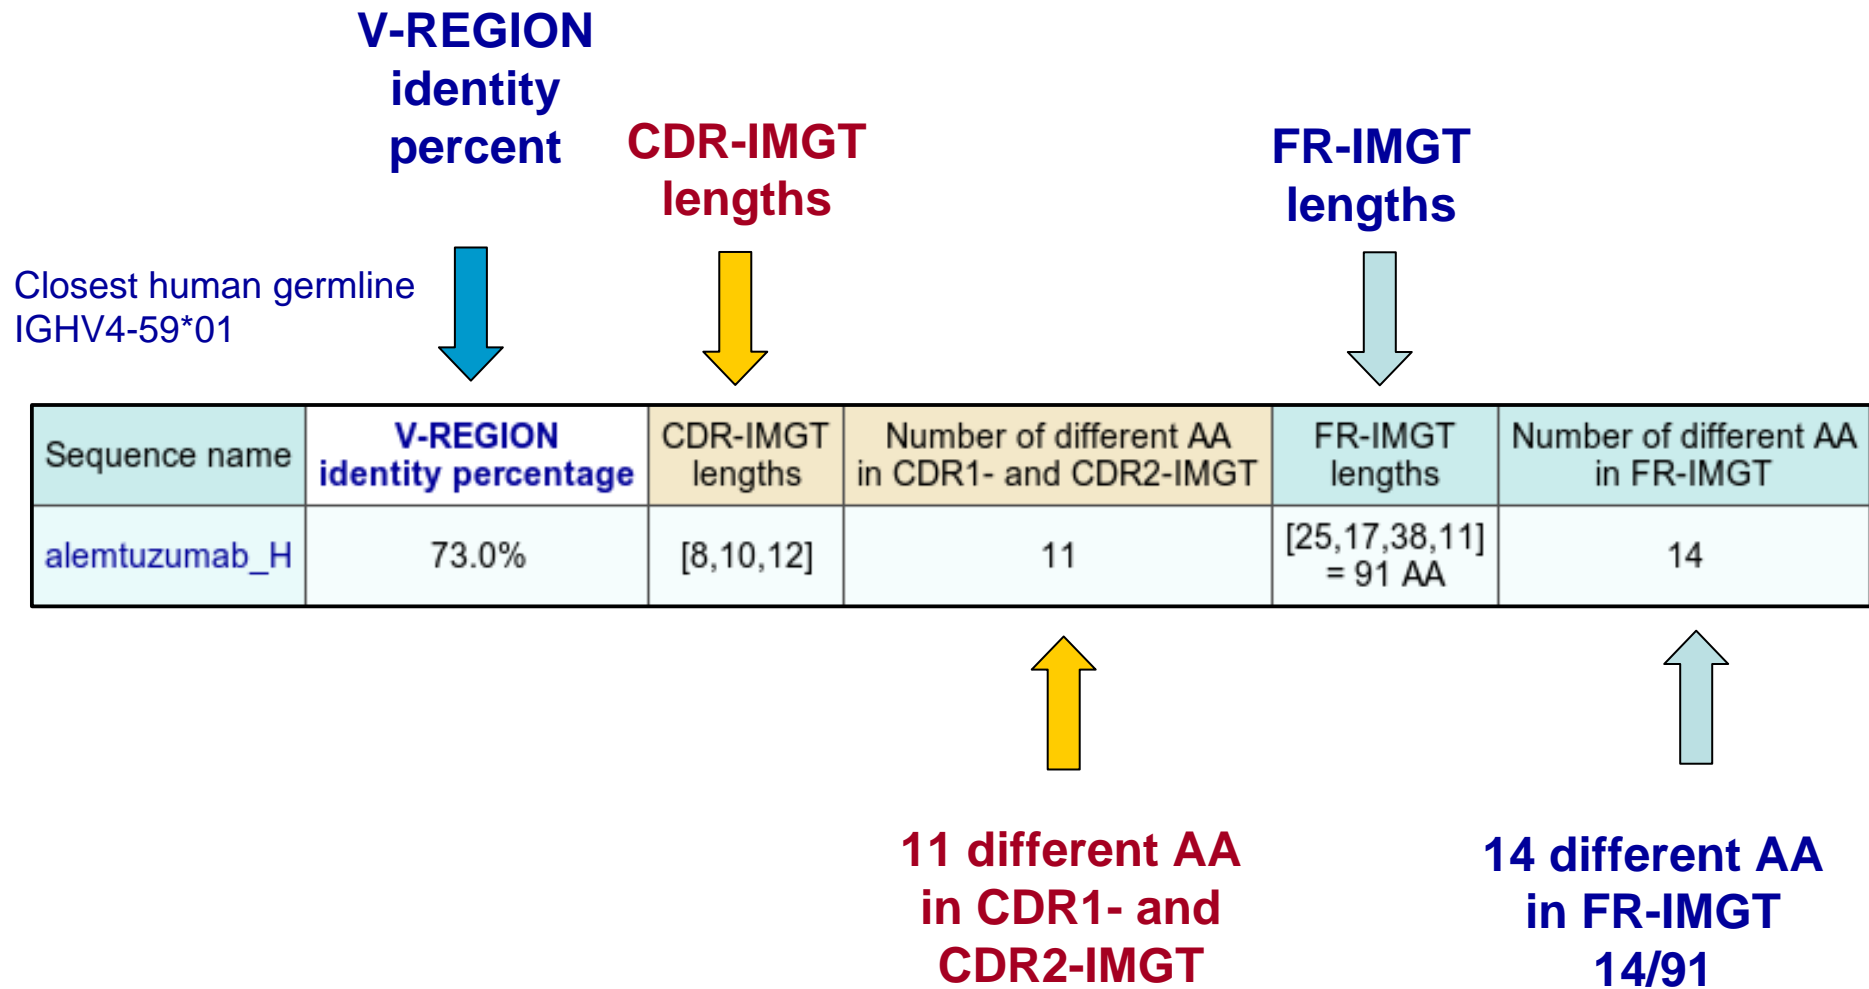 V-REGION
identity
percent
CDR-IMGT
lengths
FR-IMGT
lengths
Closest human germline
IGHV4-59*01
Sequence name
V-REGION
identity percentage
CDR-IMGT
lengths
Number of different AA
in CDR1- and CDR2-IMGT
FR-IMGT
lengths
Number of different AA
in FR-IMGT
alemtuzumab_H
73.0%
[8,10,12]
11
[25,17,38,11]
= 91 AA
14
11 different AA
in CDR1- and
CDR2-IMGT
14 different AA
in FR-IMGT
14/91